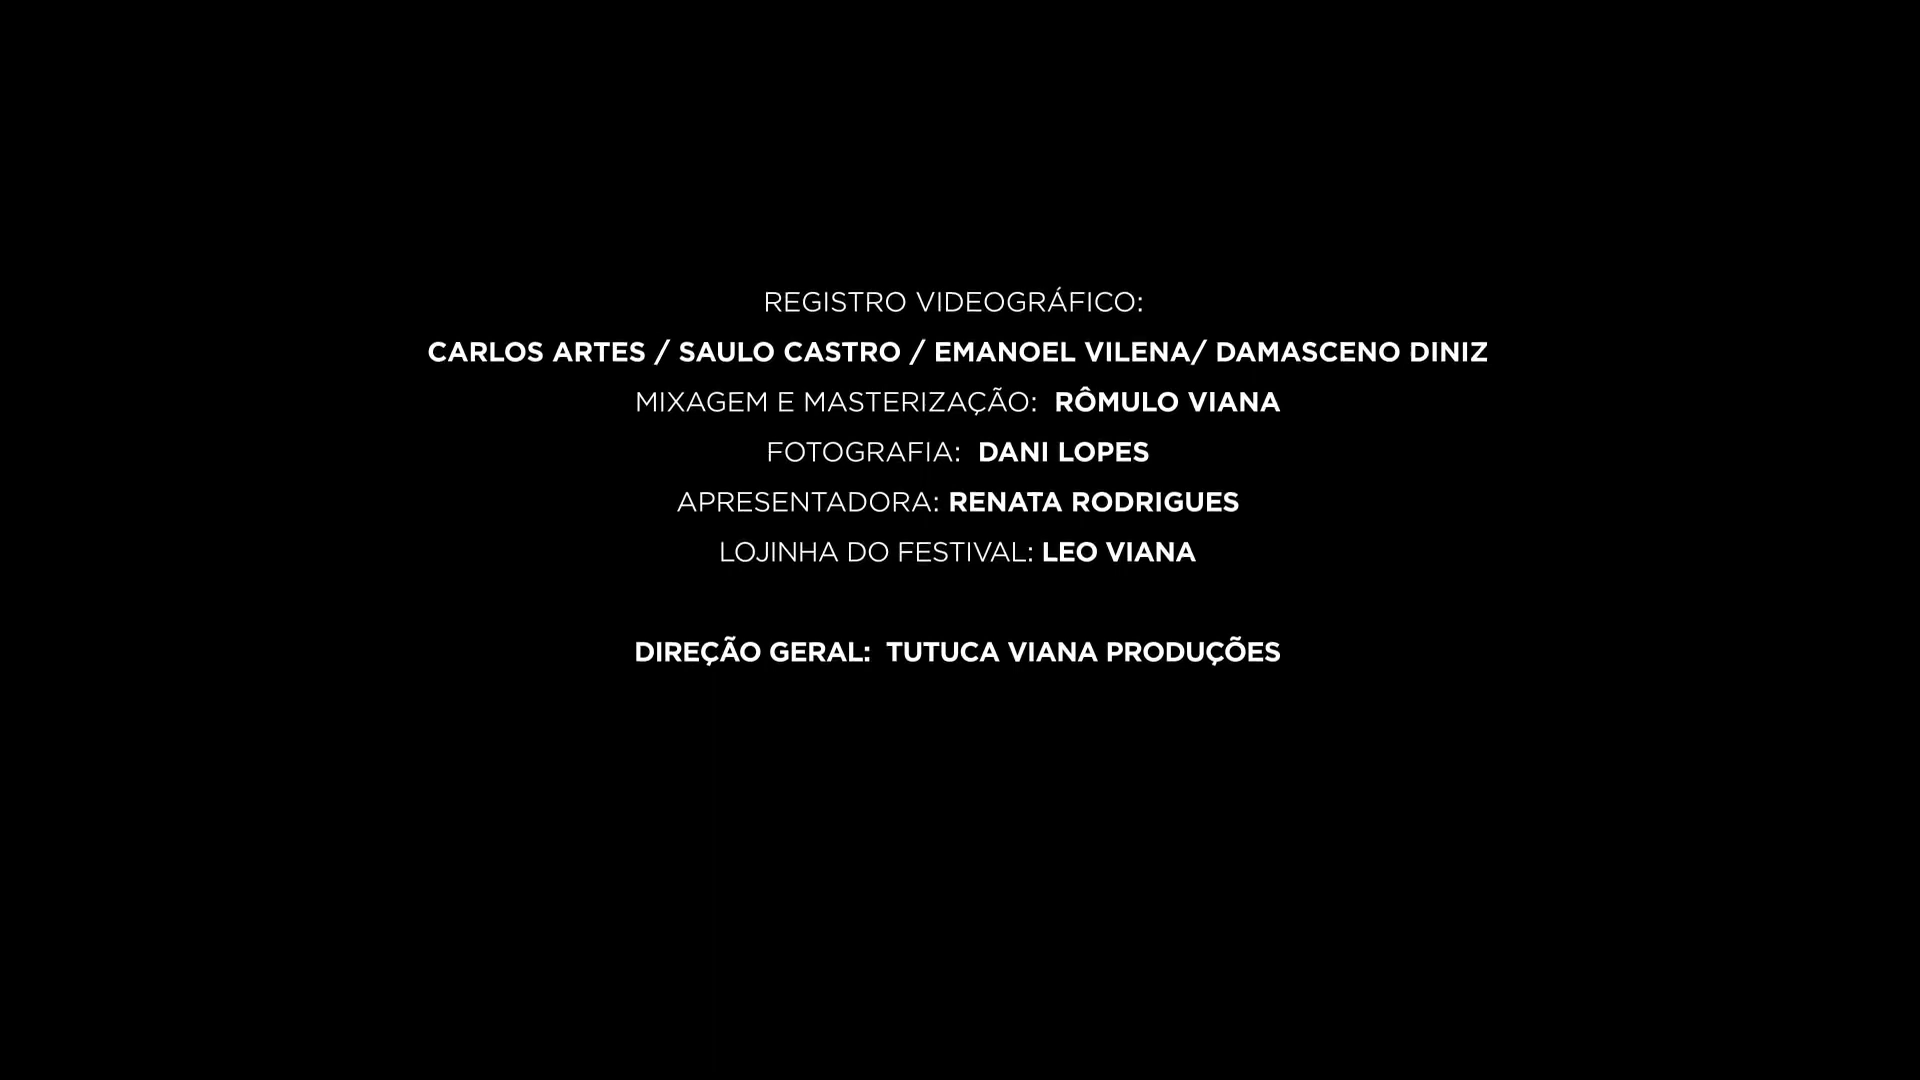 REGISTRO VIDEOGRÁFICO:
CARLOS ARTES / SAULO CASTRO / EMANOEL VILENA/ DAMASCENO DINIZ
MIXAGEM E MASTERIZAÇÃO: RÔMULO VIANA
FOTOGRAFIA: DANI LOPES
APRESENTADORA: RENATA RODRIGUES
LOJINHA DO FESTIVAL: LEO VIANA
DIREÇÃO GERAL: TUTUCA VIANA PRODUÇÕES